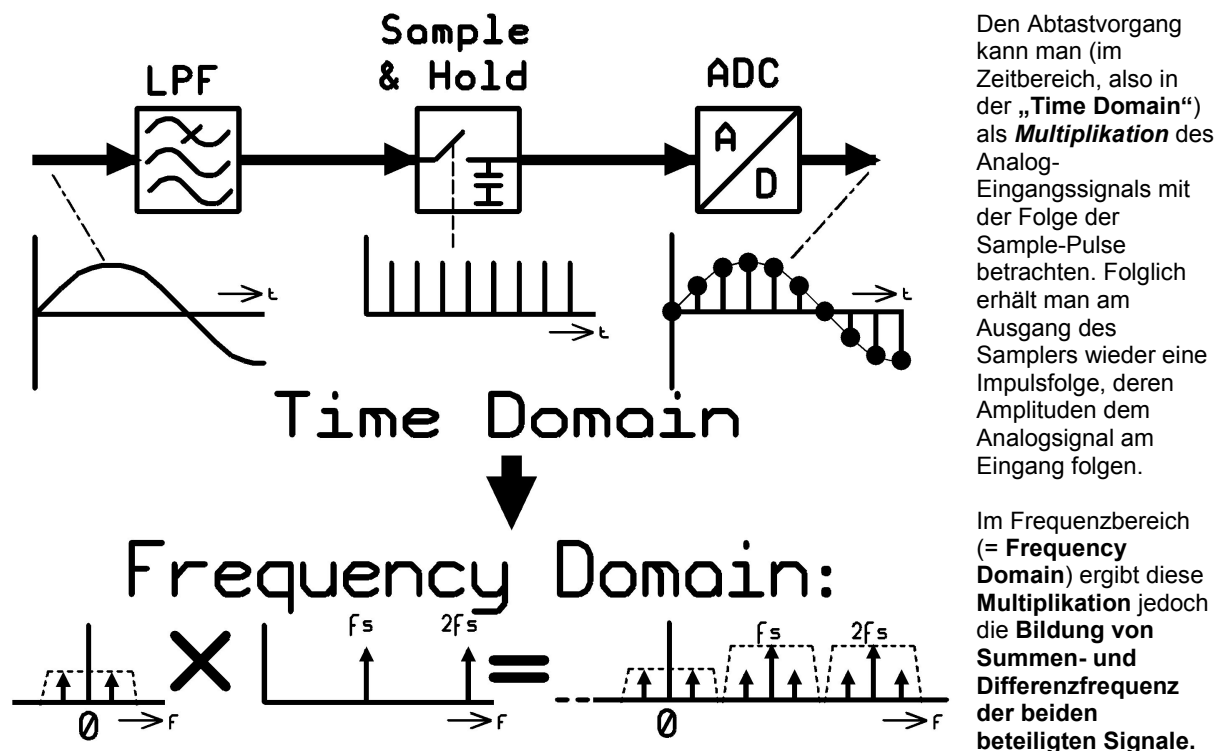 Sample
& Hold
LPF
ADC
A
D
t
t
t
Time Domain
Frequency Domain:
fs
2fs
fs
2fs
0
f
f
0
f
Den Abtastvorgang
kann man (im
Zeitbereich, also in
der „Time Domain“)
als Multiplikation des
Analog-
Eingangssignals mit
der Folge der
Sample-Pulse
betrachten. Folglich
erhält man am
Ausgang des
Samplers wieder eine
Impulsfolge, deren
Amplituden dem
Analogsignal am
Eingang folgen.
Im Frequenzbereich
(= Frequency
Domain) ergibt diese
Multiplikation jedoch
die Bildung von
Summen- und
Differenzfrequenz
der beiden
beteiligten Signale.